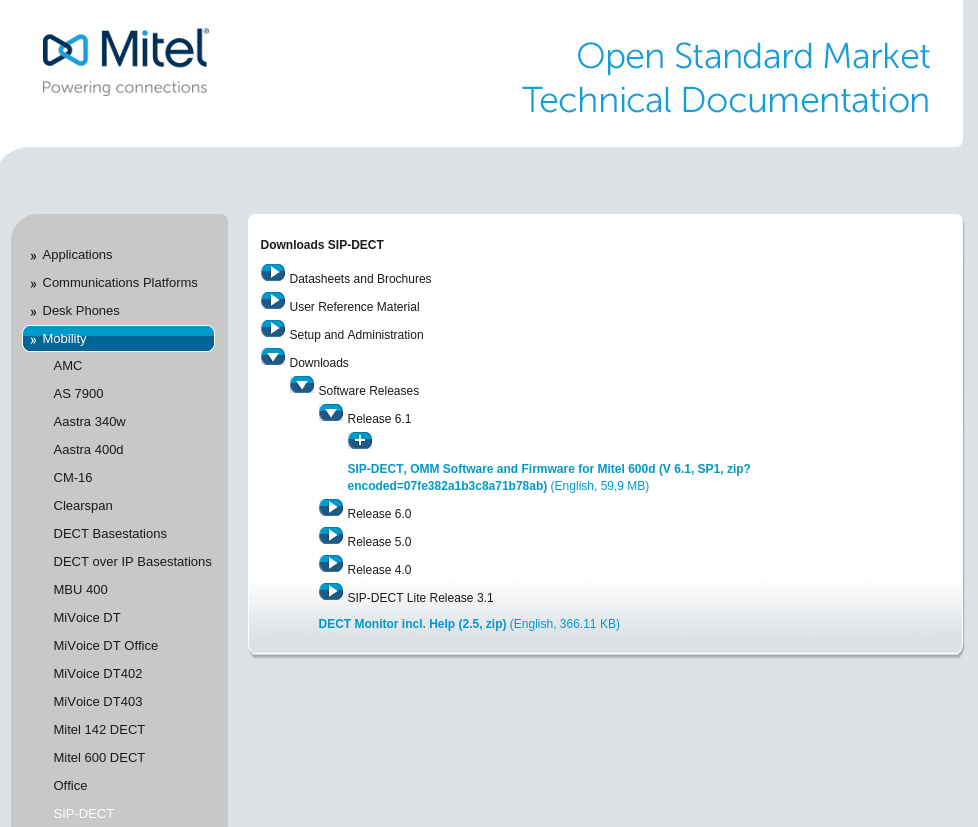 Mitel®
Powering connections
Open Standard Market
Technical Documentation
» Applications
» Communications Platforms
» Desk Phones
» Mobility
AMC
AS 7900
Aastra 340w
Aastra 400d
CM-16
Clearspan
DECT Basestations
DECT over IP Basestations
MBU 400
MiVoice DT
MiVoice DT Office
MiVoice DT402
MiVoice DT403
Mitel 142 DECT
Mitel 600 DECT
Office
SIP-DECT
Downloads SIP-DECT
Datasheets and Brochures
User Reference Material
Setup and Administration
Downloads
Software Releases
Release 6.1
SIP-DECT, OMM Software and Firmware for Mitel 600d (V 6.1, SP1, zip?
encoded=07fe382a1b3c8a71b78ab) (English, 59,9 MB)
Release 6.0
Release 5.0
Release 4.0
SIP-DECT Lite Release 3.1
DECT Monitor incl. Help (2.5, zip) (English, 366.11 KB)